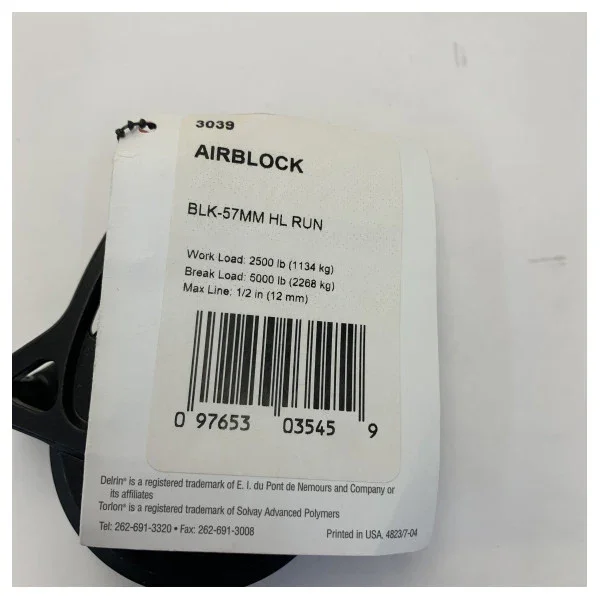 3039
AIRBLOCK
BLK-57MM HL RUN
Work Load: 2500 lb (1134 kg)
Break Load: 5000 lb (2268 kg)
Max Line: 1/2 in (12 mm)
0 97653 03545 9
Delrin® is a registered trademark of E. I. du Pont de Nemours and Company or
its affiliates
Torlon® is a registered trademark of Solvay Advanced Polymers
Tel: 262-691-3320 • Fax: 262-691-3008
Printed in USA. 4823/7-04